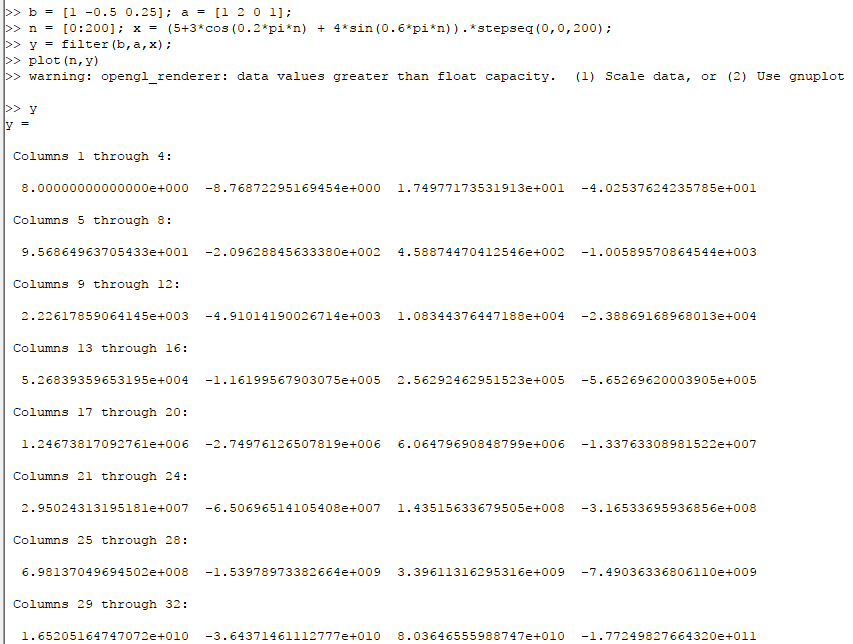 >> b = [1 -0.5 0.25]; a = [1 2 0 1];
>> n = [0:200]; x = (5+3*cos(0.2*pi*n) + 4*sin(0.6*pi*n)).*stepseq(0,0,200);
>> y = filter(b,a,x);
>> plot(n,y)
>> warning: opengl_renderer: data values greater than float capacity.  (1) Scale data, or (2) Use gnuplot
>> y
y =
Columns 1 through 4:
8.00000000000000e+000  -8.76872295169454e+000  1.74977173531913e+001  -4.02537624235785e+001
Columns 5 through 8:
9.56864963705433e+001  -2.09628845633380e+002  4.58874470412546e+002  -1.00589570864544e+003
Columns 9 through 12:
2.22617859064145e+003  -4.91014190026714e+003  1.08344376447188e+004  -2.38869168968013e+004
Columns 13 through 16:
5.26839359653195e+004  -1.16199567903075e+005  2.56292462951523e+005  -5.65269620003905e+005
Columns 17 through 20:
1.24673817092761e+006  -2.74976126507819e+006  6.06479690848799e+006  -1.33763308981522e+007
Columns 21 through 24:
2.95024313195181e+007  -6.50696514105408e+007  1.43515633679505e+008  -3.16533695936856e+008
Columns 25 through 28:
6.98137049694502e+008  -1.53978973382664e+009  3.39611316295316e+009  -7.49036336806110e+009
Columns 29 through 32:
1.65205164747072e+010  -3.64371461112777e+010  8.03646555988747e+010  -1.77249827664320e+011